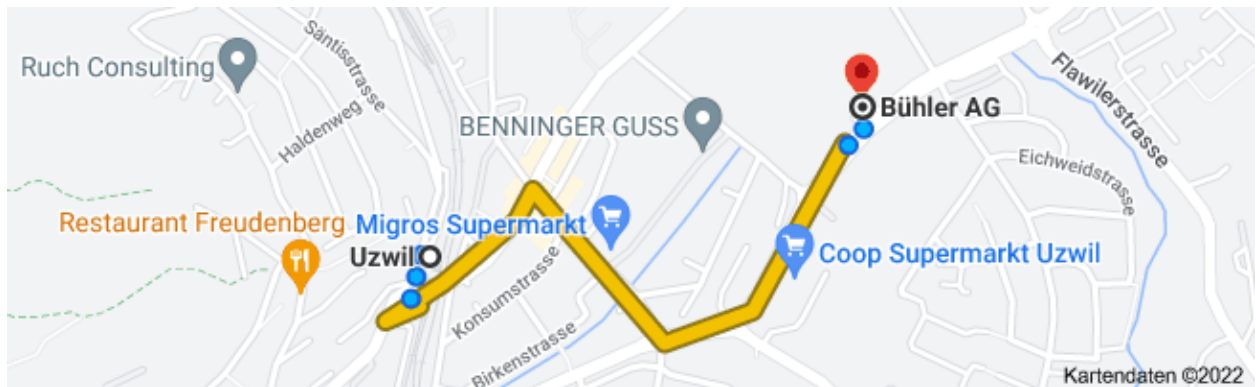 Ruch Consulting
Säntisstrasse
Haldenweg
BENNINGER GUSS
Bühler AG
Flawilerstrasse
Eichweidstrasse
Restaurant Freudenberg
Migros Supermarkt
Uzwil
Coop Supermarkt Uzwil
Konsumstrasse
Birkenstrasse
Kartendaten ©2022